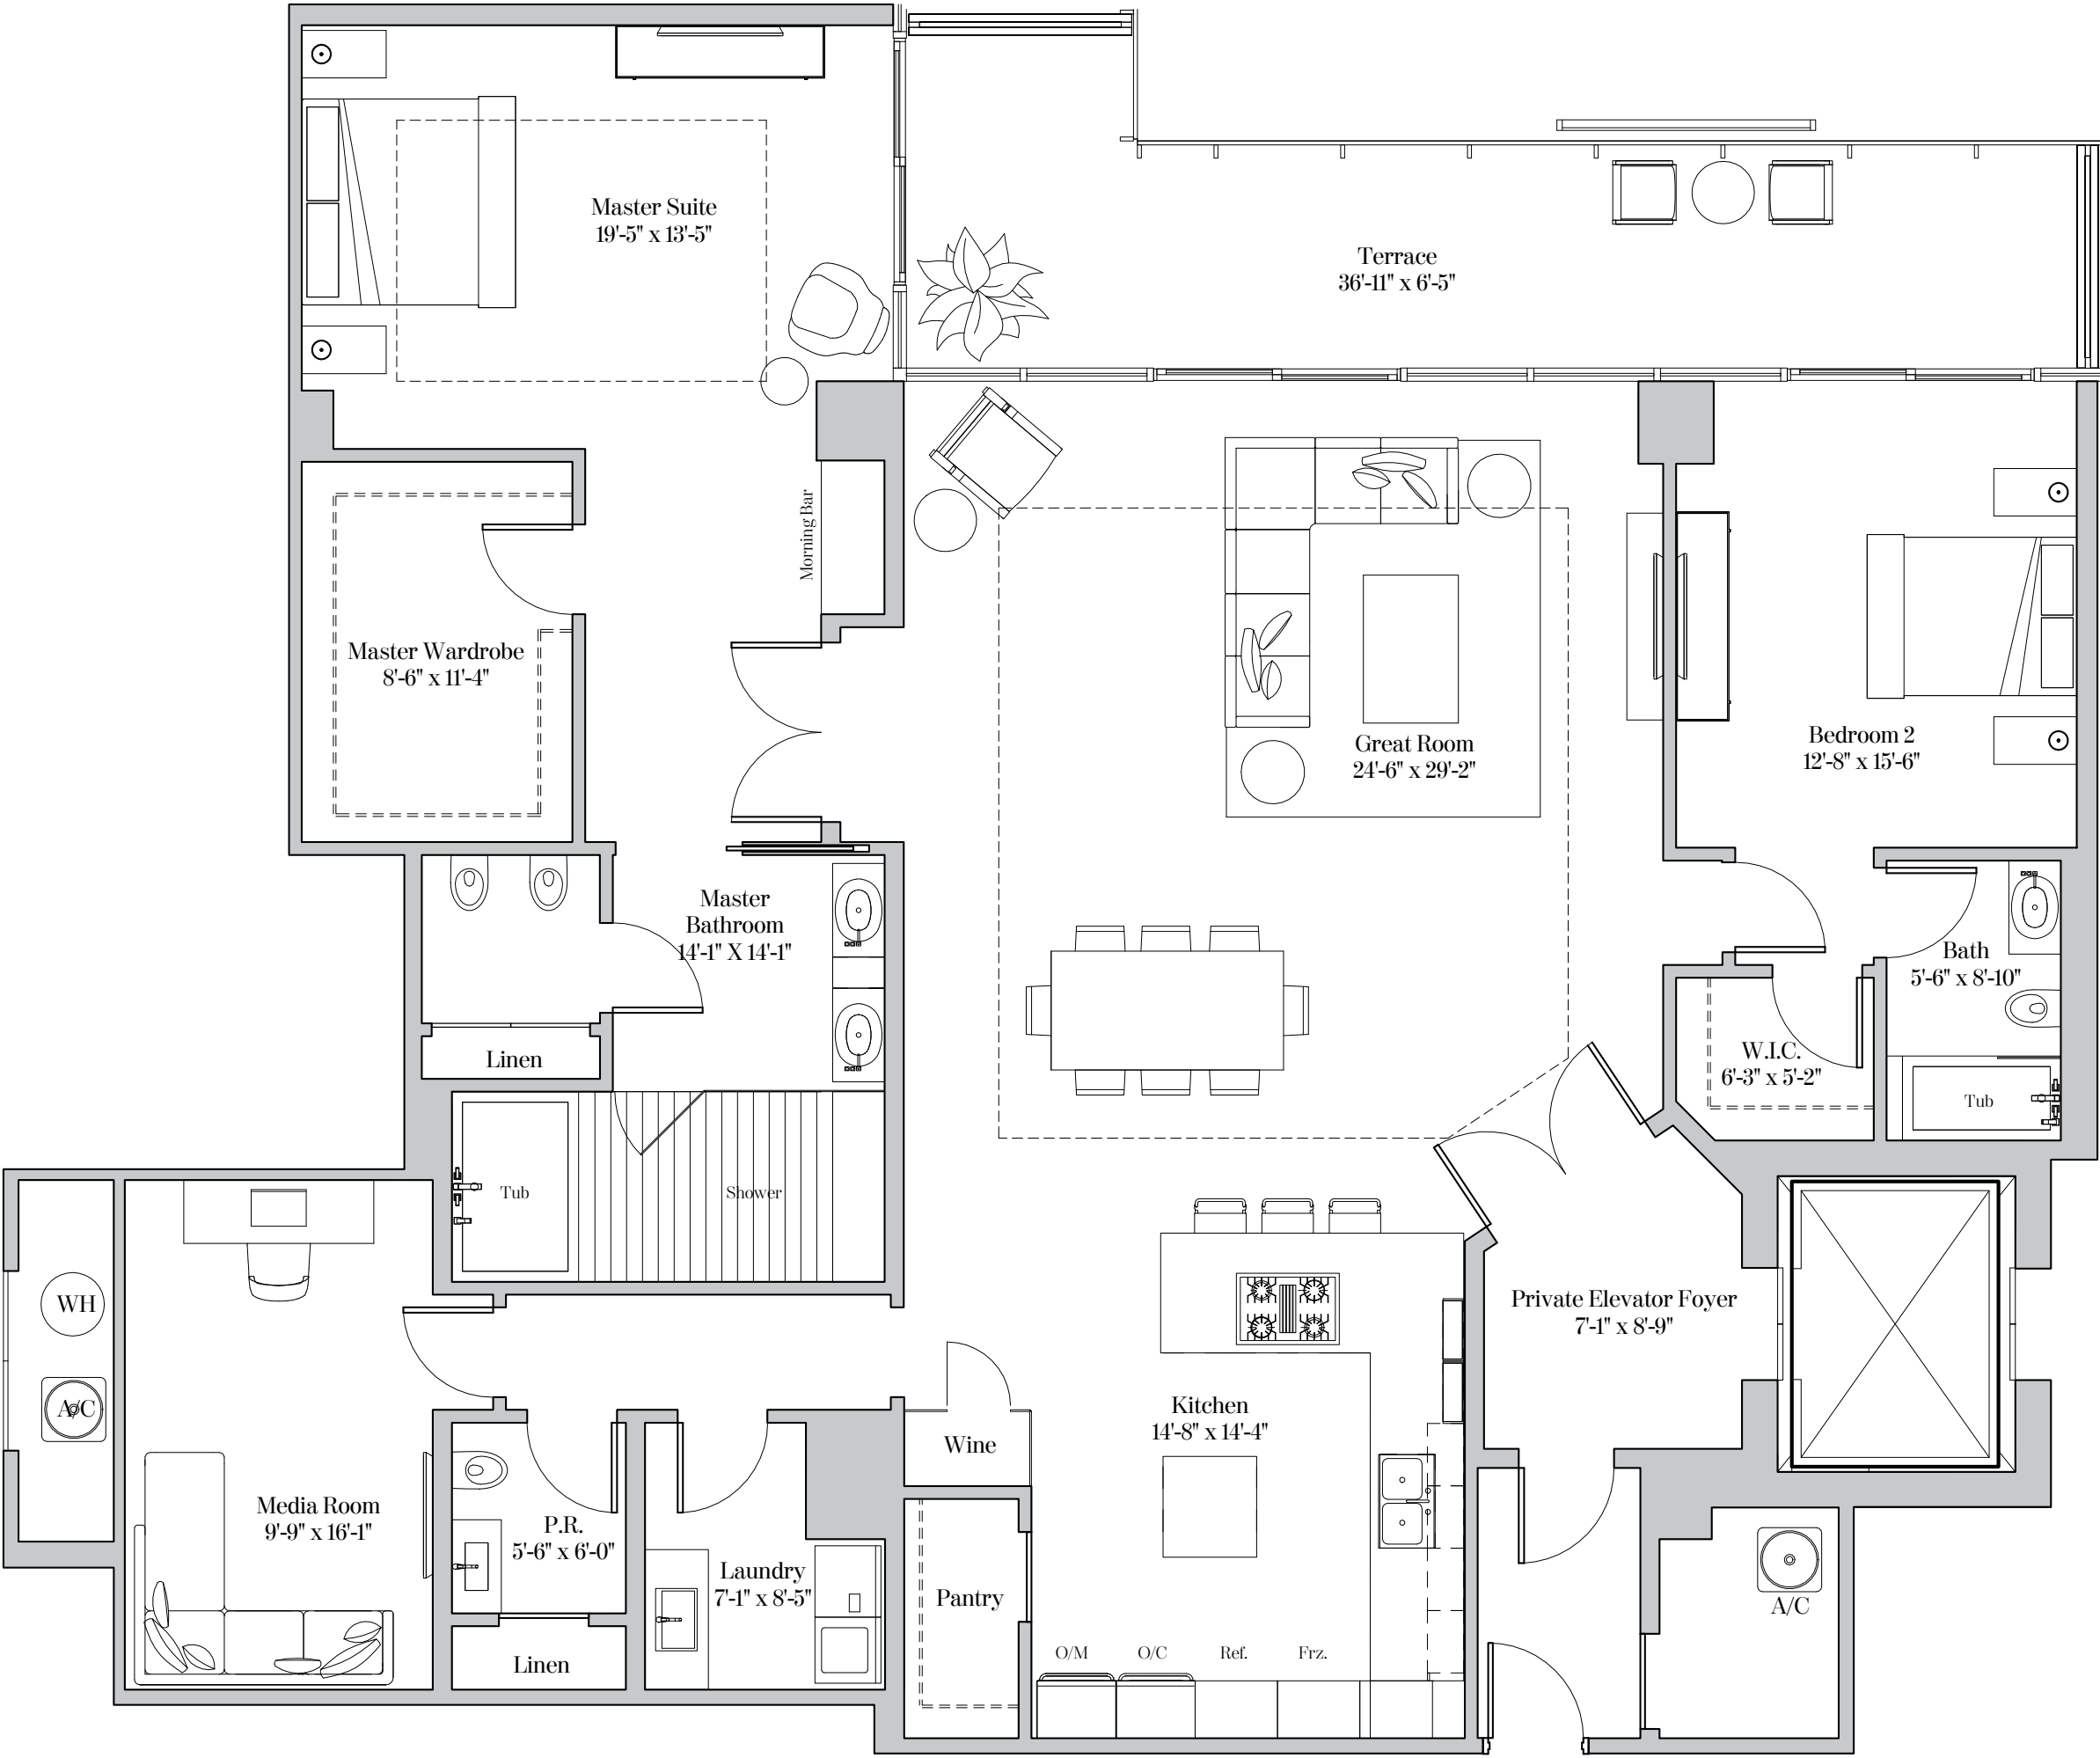 Master Suite
19'-5" x 13'-5"
Terrace
36'-11" x 6'-5"
Morning Bar
Master Wardrobe
8'-6" x 11'-4"
Great Room
24'-6" x 29'-2"
Bedroom 2
12'-8" x 15'-6"
Master
Bathroom
14'-1" X 14'-1"
Bath
5'-6" x 8'-10"
Linen
W.I.C.
6'-3" x 5'-2"
Tub
Tub
Shower
WH
A/C
Private Elevator Foyer
7'-1" x 8'-9"
Kitchen
14'-8" x 14'-4"
Wine
Media Room
9'-9" x 16'-1"
P.R.
5'-6" x 6'-0"
Laundry
7'-1" x 8'-5"
Pantry
A/C
O/M
O/C
Ref.
Frz.
Linen